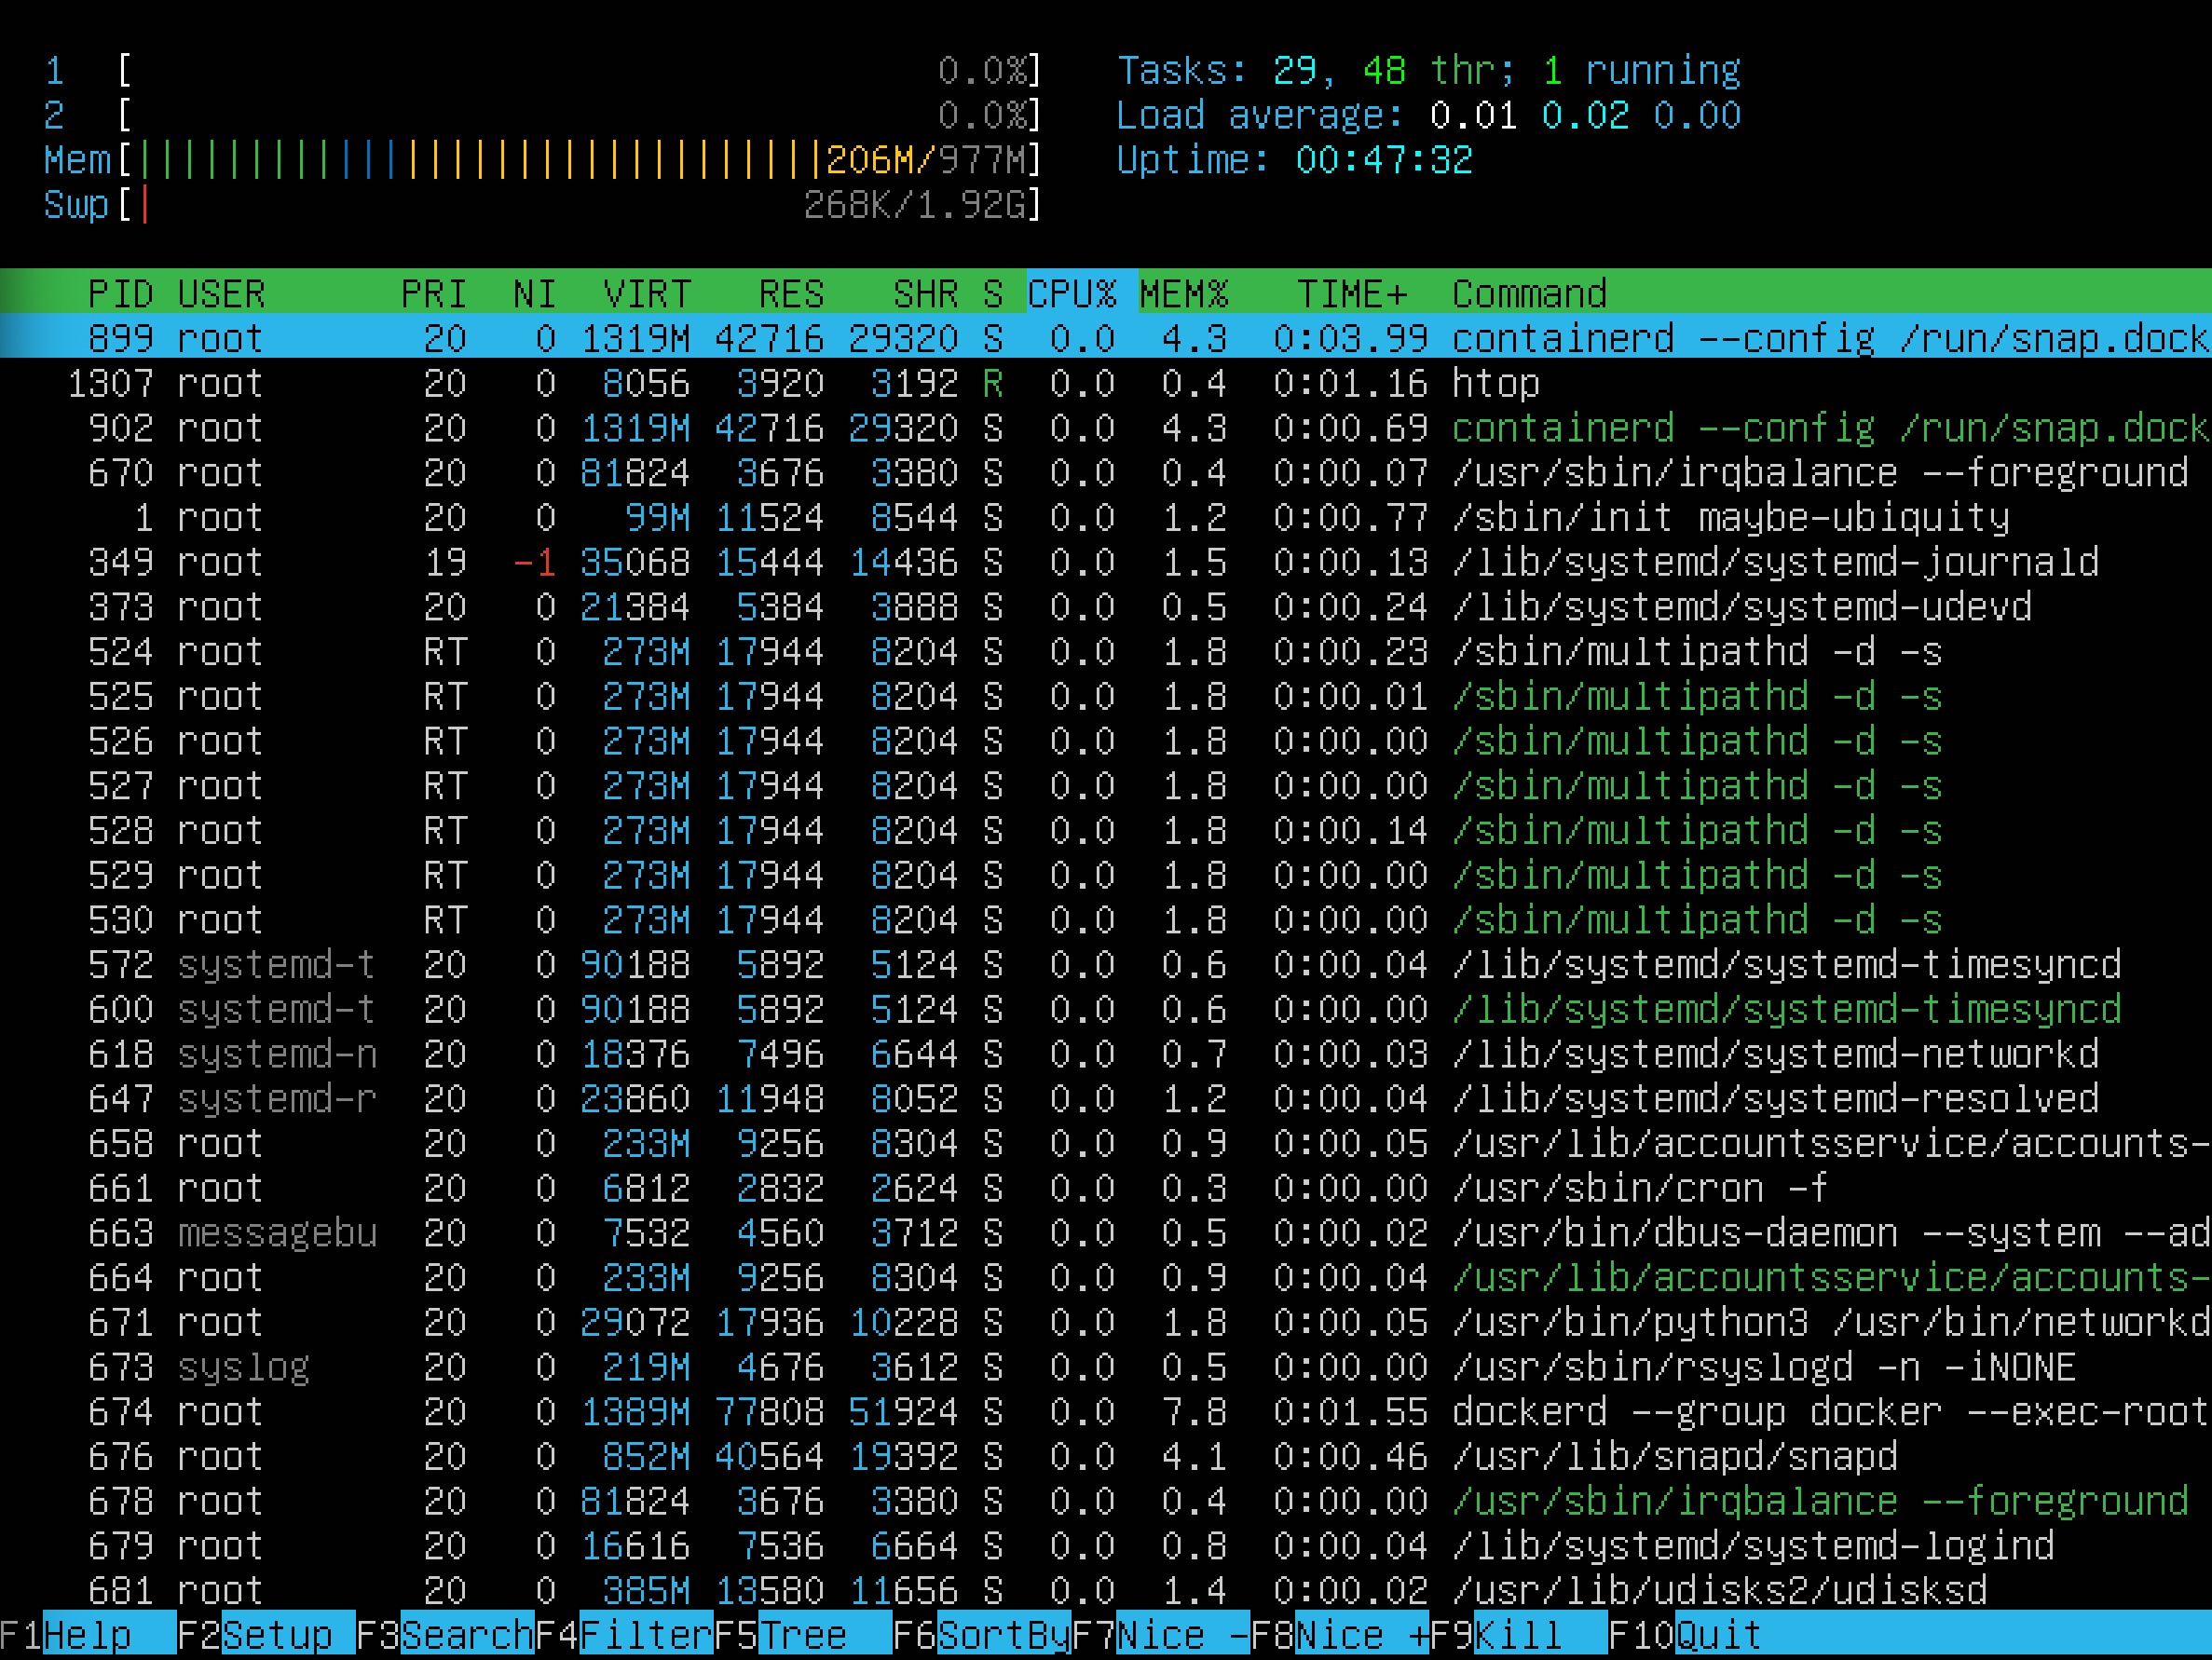 1 [ 0.0%] Tasks: 29, 48 thr; 1 running
2 [ 0.0%] Load average: 0.01 0.02 0.00
Mem[||||||||||||||||||||||||||||||206M/977M] Uptime: 00:47:32
Swp[| 268K/1.92G]
PID USER PRI NI VIRT RES SHR S CPU% MEM% TIME+ Command
899 root 20 0 1319M 42716 29320 S 0.0 4.3 0:03.99 containerd --config /run/snap.dock
1307 root 20 0 8056 3920 3192 R 0.0 0.4 0:01.16 htop
902 root 20 0 1319M 42716 29320 S 0.0 4.3 0:00.69 containerd --config /run/snap.dock
670 root 20 0 81824 3676 3380 S 0.0 0.4 0:00.07 /usr/sbin/irqbalance --foreground
1 root 20 0 99M 11524 8544 S 0.0 1.2 0:00.77 /sbin/init maybe-ubiquity
349 root 19 -1 35068 15444 14436 S 0.0 1.5 0:00.13 /lib/systemd/systemd-journald
373 root 20 0 21384 5384 3888 S 0.0 0.5 0:00.24 /lib/systemd/systemd-udevd
524 root RT 0 273M 17944 8204 S 0.0 1.8 0:00.23 /sbin/multipathd -d -s
525 root RT 0 273M 17944 8204 S 0.0 1.8 0:00.01 /sbin/multipathd -d -s
526 root RT 0 273M 17944 8204 S 0.0 1.8 0:00.00 /sbin/multipathd -d -s
527 root RT 0 273M 17944 8204 S 0.0 1.8 0:00.00 /sbin/multipathd -d -s
528 root RT 0 273M 17944 8204 S 0.0 1.8 0:00.14 /sbin/multipathd -d -s
529 root RT 0 273M 17944 8204 S 0.0 1.8 0:00.00 /sbin/multipathd -d -s
530 root RT 0 273M 17944 8204 S 0.0 1.8 0:00.00 /sbin/multipathd -d -s
572 systemd-t 20 0 90188 5892 5124 S 0.0 0.6 0:00.04 /lib/systemd/systemd-timesyncd
600 systemd-t 20 0 90188 5892 5124 S 0.0 0.6 0:00.00 /lib/systemd/systemd-timesyncd
618 systemd-n 20 0 18376 7496 6644 S 0.0 0.7 0:00.03 /lib/systemd/systemd-networkd
647 systemd-r 20 0 23860 11948 8052 S 0.0 1.2 0:00.04 /lib/systemd/systemd-resolved
658 root 20 0 233M 9256 8304 S 0.0 0.9 0:00.05 /usr/lib/accountsservice/accounts-
661 root 20 0 6812 2832 2624 S 0.0 0.3 0:00.00 /usr/sbin/cron -f
663 messagebu 20 0 7532 4560 3712 S 0.0 0.5 0:00.02 /usr/bin/dbus-daemon --system --ad
664 root 20 0 233M 9256 8304 S 0.0 0.9 0:00.04 /usr/lib/accountsservice/accounts-
671 root 20 0 29072 17936 10228 S 0.0 1.8 0:00.05 /usr/bin/python3 /usr/bin/networkd
673 syslog 20 0 219M 4676 3612 S 0.0 0.5 0:00.00 /usr/sbin/rsyslogd -n -iNONE
674 root 20 0 1389M 77808 51924 S 0.0 7.8 0:01.55 dockerd --group docker --exec-root
676 root 20 0 852M 40564 19392 S 0.0 4.1 0:00.46 /usr/lib/snapd/snapd
678 root 20 0 81824 3676 3380 S 0.0 0.4 0:00.00 /usr/sbin/irqbalance --foreground
679 root 20 0 16616 7536 6664 S 0.0 0.8 0:00.04 /lib/systemd/systemd-logind
681 root 20 0 385M 13580 11656 S 0.0 1.4 0:00.02 /usr/lib/udisks2/udisksd
F1Help F2Setup F3SearchF4FilterF5Tree F6SortByF7Nice -F8Nice +F9Kill F10Quit